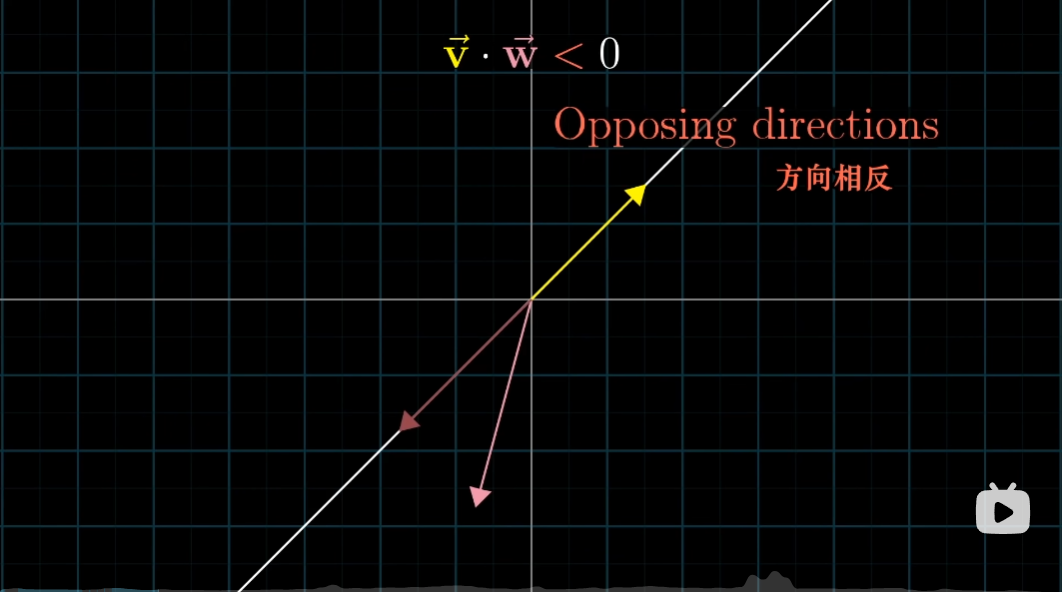 v⃗ · w⃗ < 0
Opposing directions
方向相反